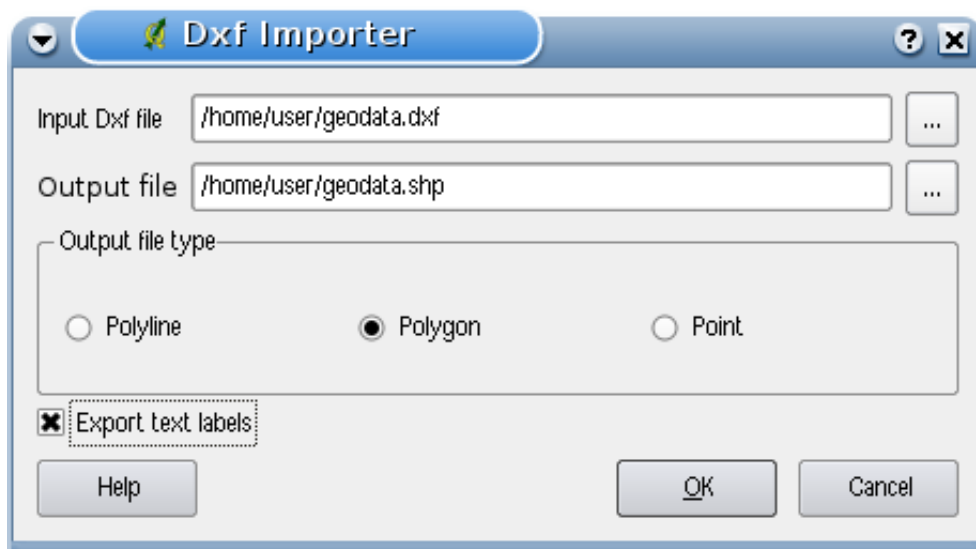 Dxf Importer
Input Dxf file /home/user/geodata.dxf ...
Output file /home/user/geodata.shp ...
Output file type
Polyline Polygon Point
Export text labels
Help OK Cancel